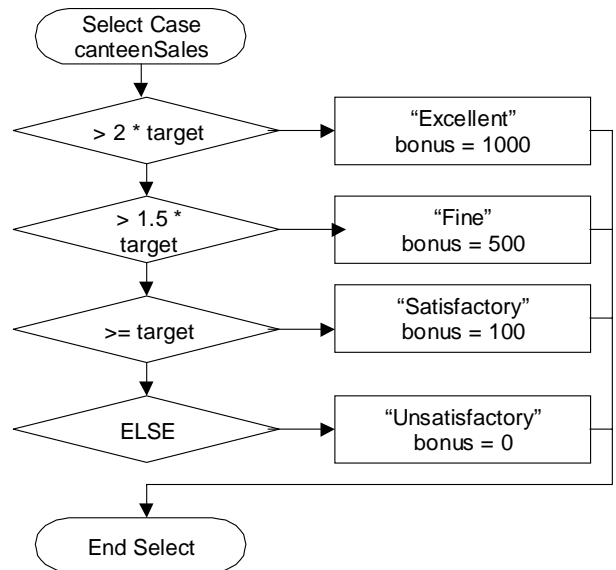 Select Case
canteenSales
> 2 * target
“Excellent”
bonus = 1000
> 1.5 *
target
“Fine”
bonus = 500
>= target
“Satisfactory”
bonus = 100
ELSE
“Unsatisfactory”
bonus = 0
End Select